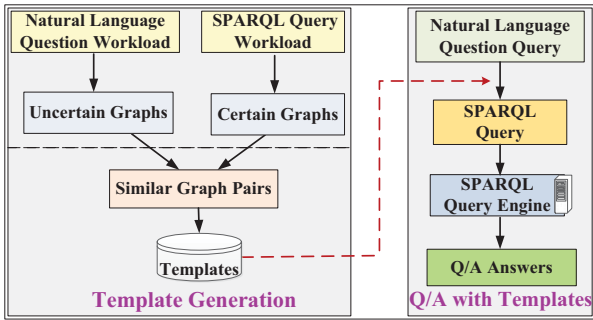 Natural Language
Question Workload
SPARQL Query
Workload
Uncertain Graphs
Certain Graphs
Similar Graph Pairs
Templates
Template Generation
Natural Language
Question Query
SPARQL
Query
SPARQL
Query Engine
Q/A Answers
Q/A with Templates